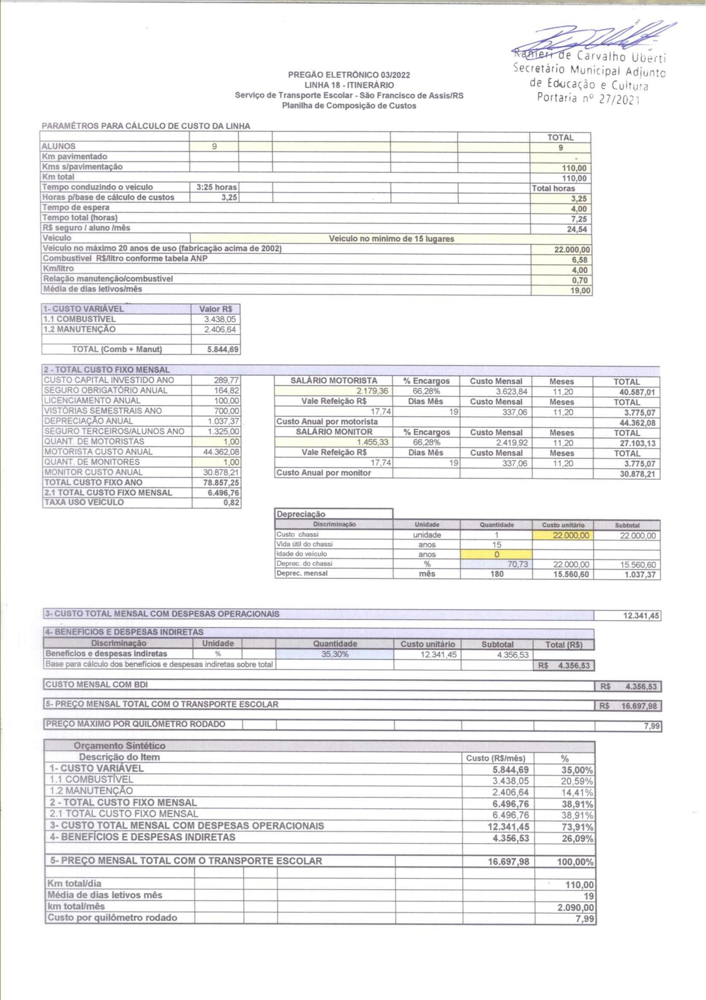 Ranieri de Carvalho Uberti
Secretário Municipal Adjunto
de Educação e Cultura
Portaria nº 27/2021
PREGÃO ELETRÔNICO 03/2022
LINHA 18 - ITINERÁRIO
Serviço de Transporte Escolar - São Francisco de Assis/RS
Planilha de Composição de Custos
PARAMÊTROS PARA CÁLCULO DE CUSTO DA LINHA
TOTAL
ALUNOS 9 9
Km pavimentado -
Kms s/pavimentação 110,00
Km total 110,00
Tempo conduzindo o veículo 3:25 horas Total horas
Horas p/base de cálculo de custos 3,25 3,25
Tempo de espera 4,00
Tempo total (horas) 7,25
R$ seguro / aluno /mês 24,54
Veículo Veículo no mínimo de 15 lugares
Veículo no máximo 20 anos de uso (fabricação acima de 2002) 22.000,00
Combustível R$/litro conforme tabela ANP 6,58
Km/litro 4,00
Relação manutenção/combustível 0,70
Média de dias letivos/mês 19,00
1- CUSTO VARIÁVEL Valor R$
1.1 COMBUSTÍVEL 3.438,05
1.2 MANUTENÇÃO 2.406,64
TOTAL (Comb + Manut) 5.844,69
2 - TOTAL CUSTO FIXO MENSAL
CUSTO CAPITAL INVESTIDO ANO 289,77 SALÁRIO MOTORISTA % Encargos Custo Mensal Meses TOTAL
SEGURO OBRIGATÓRIO ANUAL 164,82 2.179,36 66,28% 3.623,84 11,20 40.587,01
LICENCIAMENTO ANUAL 100,00 Vale Refeição R$ Dias Mês Custo Mensal Meses TOTAL
VISTÓRIAS SEMESTRAIS ANO 700,00 17,74 19 337,06 11,20 3.775,07
DEPRECIAÇÃO ANUAL 1.037,37 Custo Anual por motorista 44.362,08
SEGURO TERCEIROS/ALUNOS ANO 1.325,00 SALÁRIO MONITOR % Encargos Custo Mensal Meses TOTAL
QUANT. DE MOTORISTAS 1,00 1.455,33 66,28% 2.419,92 11,20 27.103,13
MOTORISTA CUSTO ANUAL 44.362,08 Vale Refeição R$ Dias Mês Custo Mensal Meses TOTAL
QUANT. DE MONITORES 1,00 17,74 19 337,06 11,20 3.775,07
MONITOR CUSTO ANUAL 30.878,21 Custo Anual por monitor 30.878,21
TOTAL CUSTO FIXO ANO 78.857,25
2.1 TOTAL CUSTO FIXO MENSAL 6.496,76
TAXA USO VEÍCULO 0,82
Depreciação
Discriminação Unidade Quantidade Custo unitário Subtotal
Custo chassi unidade 1 22.000,00 22.000,00
Vida útil do chassi anos 15
Idade do veículo anos 0
Deprec. do chassi % 70,73 22.000,00 15.560,60
Deprec. mensal mês 180 15.560,60 1.037,37
3- CUSTO TOTAL MENSAL COM DESPESAS OPERACIONAIS 12.341,45
4- BENEFÍCIOS E DESPESAS INDIRETAS
Discriminação Unidade Quantidade Custo unitário Subtotal Total (R$)
Benefícios e despesas indiretas % 35,30% 12.341,45 4.356,53
Base para cálculo dos benefícios e despesas indiretas sobre total R$ 4.356,53
CUSTO MENSAL COM BDI R$ 4.356,53
5- PREÇO MENSAL TOTAL COM O TRANSPORTE ESCOLAR R$ 16.697,98
PREÇO MÁXIMO POR QUILÔMETRO RODADO 7,99
Orçamento Sintético
Descrição do Item Custo (R$/mês) %
1- CUSTO VARIÁVEL 5.844,69 35,00%
1.1 COMBUSTÍVEL 3.438,05 20,59%
1.2 MANUTENÇÃO 2.406,64 14,41%
2 - TOTAL CUSTO FIXO MENSAL 6.496,76 38,91%
2.1 TOTAL CUSTO FIXO MENSAL 6.496,76 38,91%
3- CUSTO TOTAL MENSAL COM DESPESAS OPERACIONAIS 12.341,45 73,91%
4- BENEFÍCIOS E DESPESAS INDIRETAS 4.356,53 26,09%
5- PREÇO MENSAL TOTAL COM O TRANSPORTE ESCOLAR 16.697,98 100,00%
Km total/dia 110,00
Média de dias letivos mês 19
km total/mês 2.090,00
Custo por quilômetro rodado 7,99